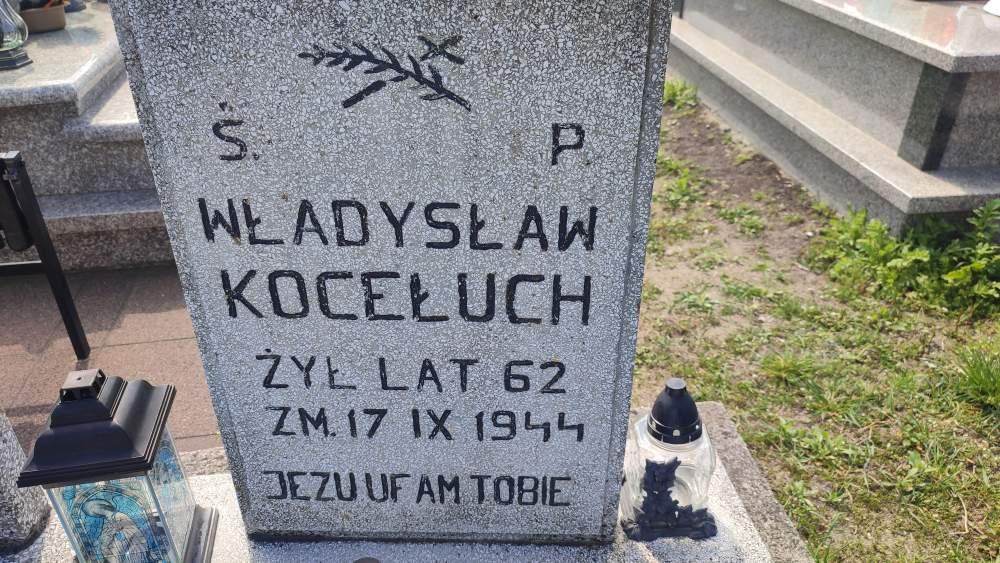 Ś. P.
WŁADYSŁAW
KOCEŁUCH
ŻYŁ LAT 62
ZM. 17 IX 1944
JEZU UFAM TOBIE